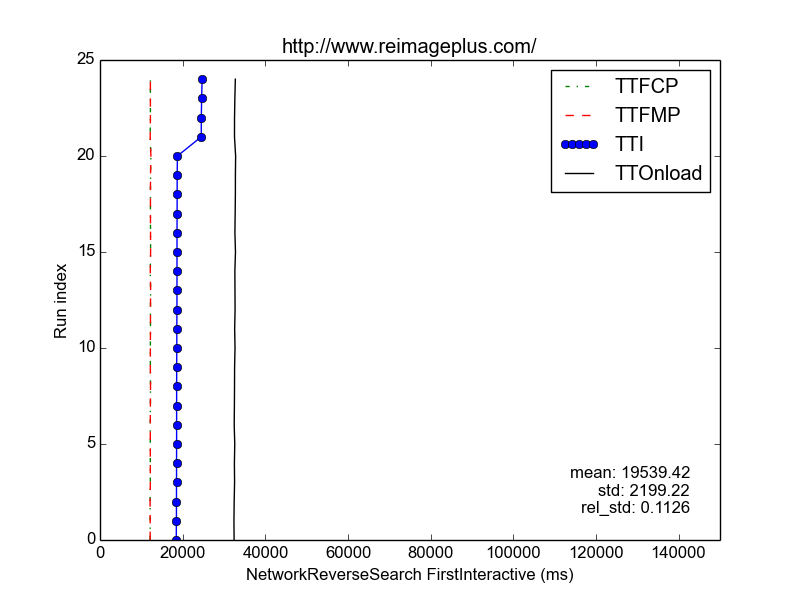 http://www.reimageplus.com/
TTFCP
TTFMP
TTI
TTOnload
25
20
15
10
5
0
Run index
mean: 19539.42
std: 2199.22
rel_std: 0.1126
0 20000 40000 60000 80000 100000 120000 140000
NetworkReverseSearch FirstInteractive (ms)